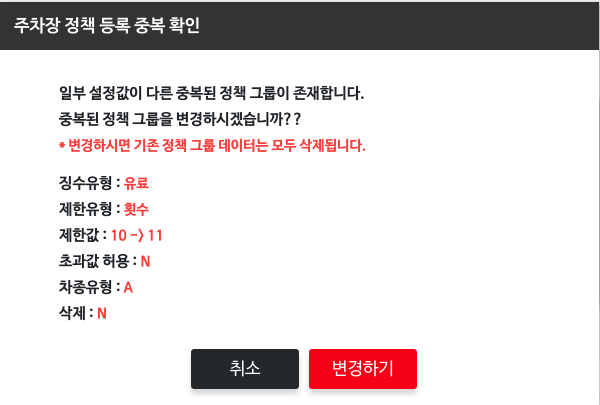 주차장 정책 등록 중복 확인
일부 설정값이 다른 중복된 정책 그룹이 존재합니다.
중복된 정책 그룹을 변경하시겠습니까??
* 변경하시면 기존 정책 그룹 데이터는 모두 삭제됩니다.
징수유형 : 유료
제한유형 : 횟수
제한값 : 10 -> 11
초과값 허용 : N
차종유형 : A
삭제 : N
취소
변경하기